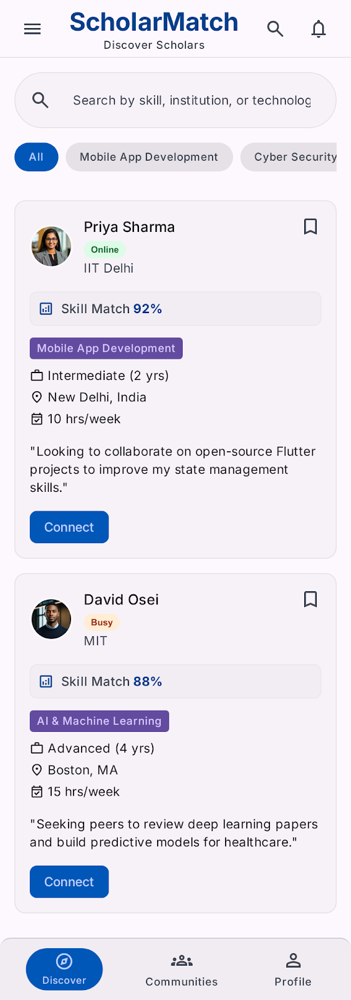 ScholarMatch
Discover Scholars
Search by skill, institution, or technolog
All
Mobile App Development
Cyber Security
Priya Sharma
Online
IIT Delhi
Skill Match 92%
Mobile App Development
Intermediate (2 yrs)
New Delhi, India
10 hrs/week
"Looking to collaborate on open-source Flutter
projects to improve my state management
skills."
Connect
David Osei
Busy
MIT
Skill Match 88%
AI & Machine Learning
Advanced (4 yrs)
Boston, MA
15 hrs/week
"Seeking peers to review deep learning papers
and build predictive models for healthcare."
Connect
Discover
Communities
Profile